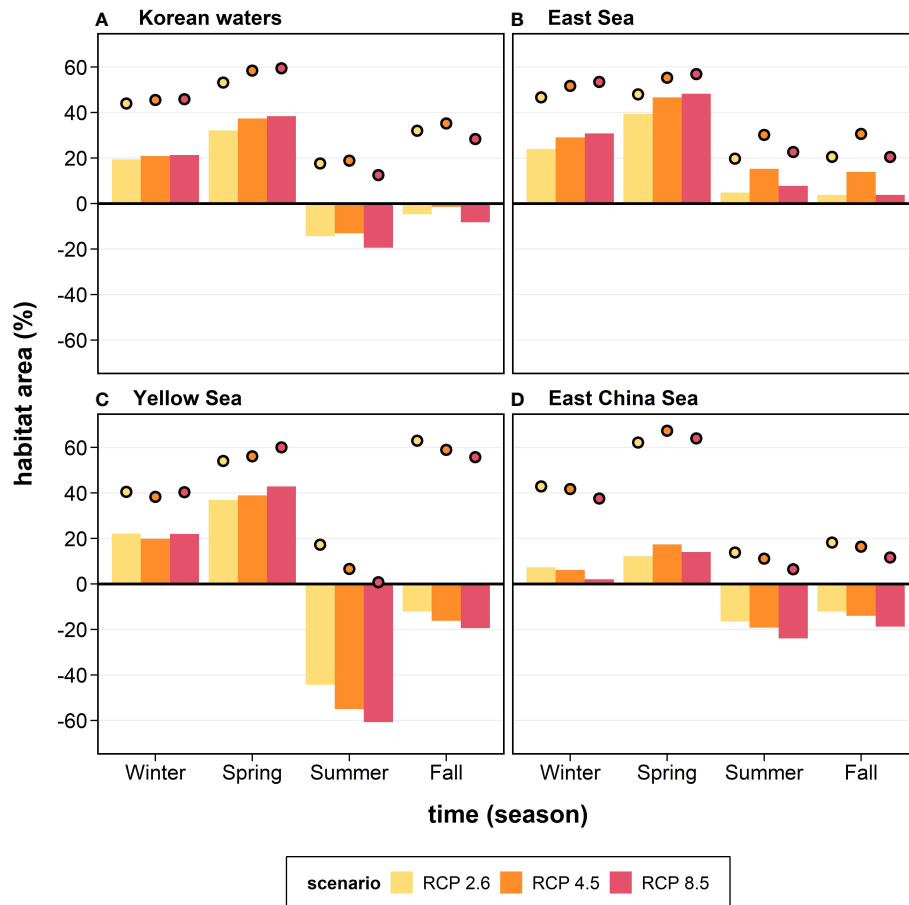 A Korean waters
B East Sea
60
40
20
0
-20
-40
-60
C Yellow Sea
D East China Sea
60
40
20
0
-20
-40
-60
habitat area (%)
Winter Spring Summer Fall
Winter Spring Summer Fall
time (season)
scenario RCP 2.6 RCP 4.5 RCP 8.5